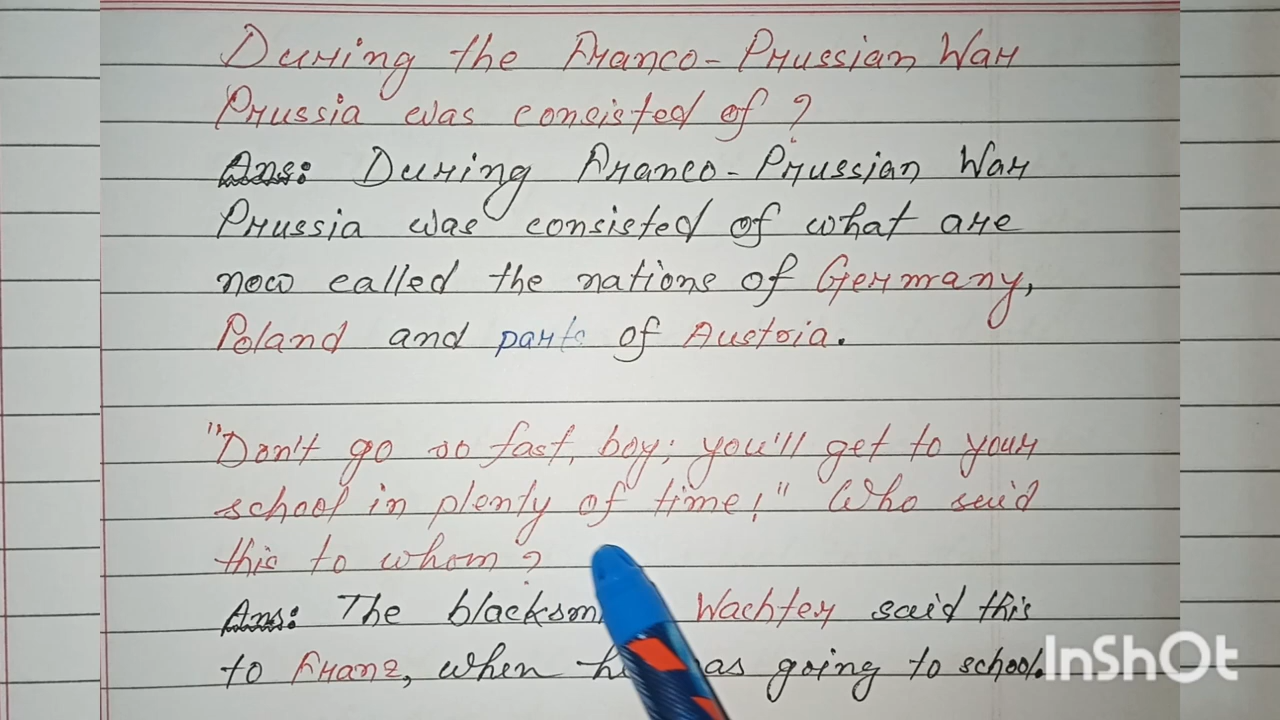 During the Franco-Prussian War
Prussia was consisted of ?
Ans: During Franco-Prussian War
Prussia was consisted of what are
now called the nations of Germany,
Poland and parts of Austria.
"Don't go so fast, boy; you'll get to your
school in plenty of time!" Who said
this to whom ?
Ans: The blacksm Wachter said this
to Franz, when h as going to school.
InShOt